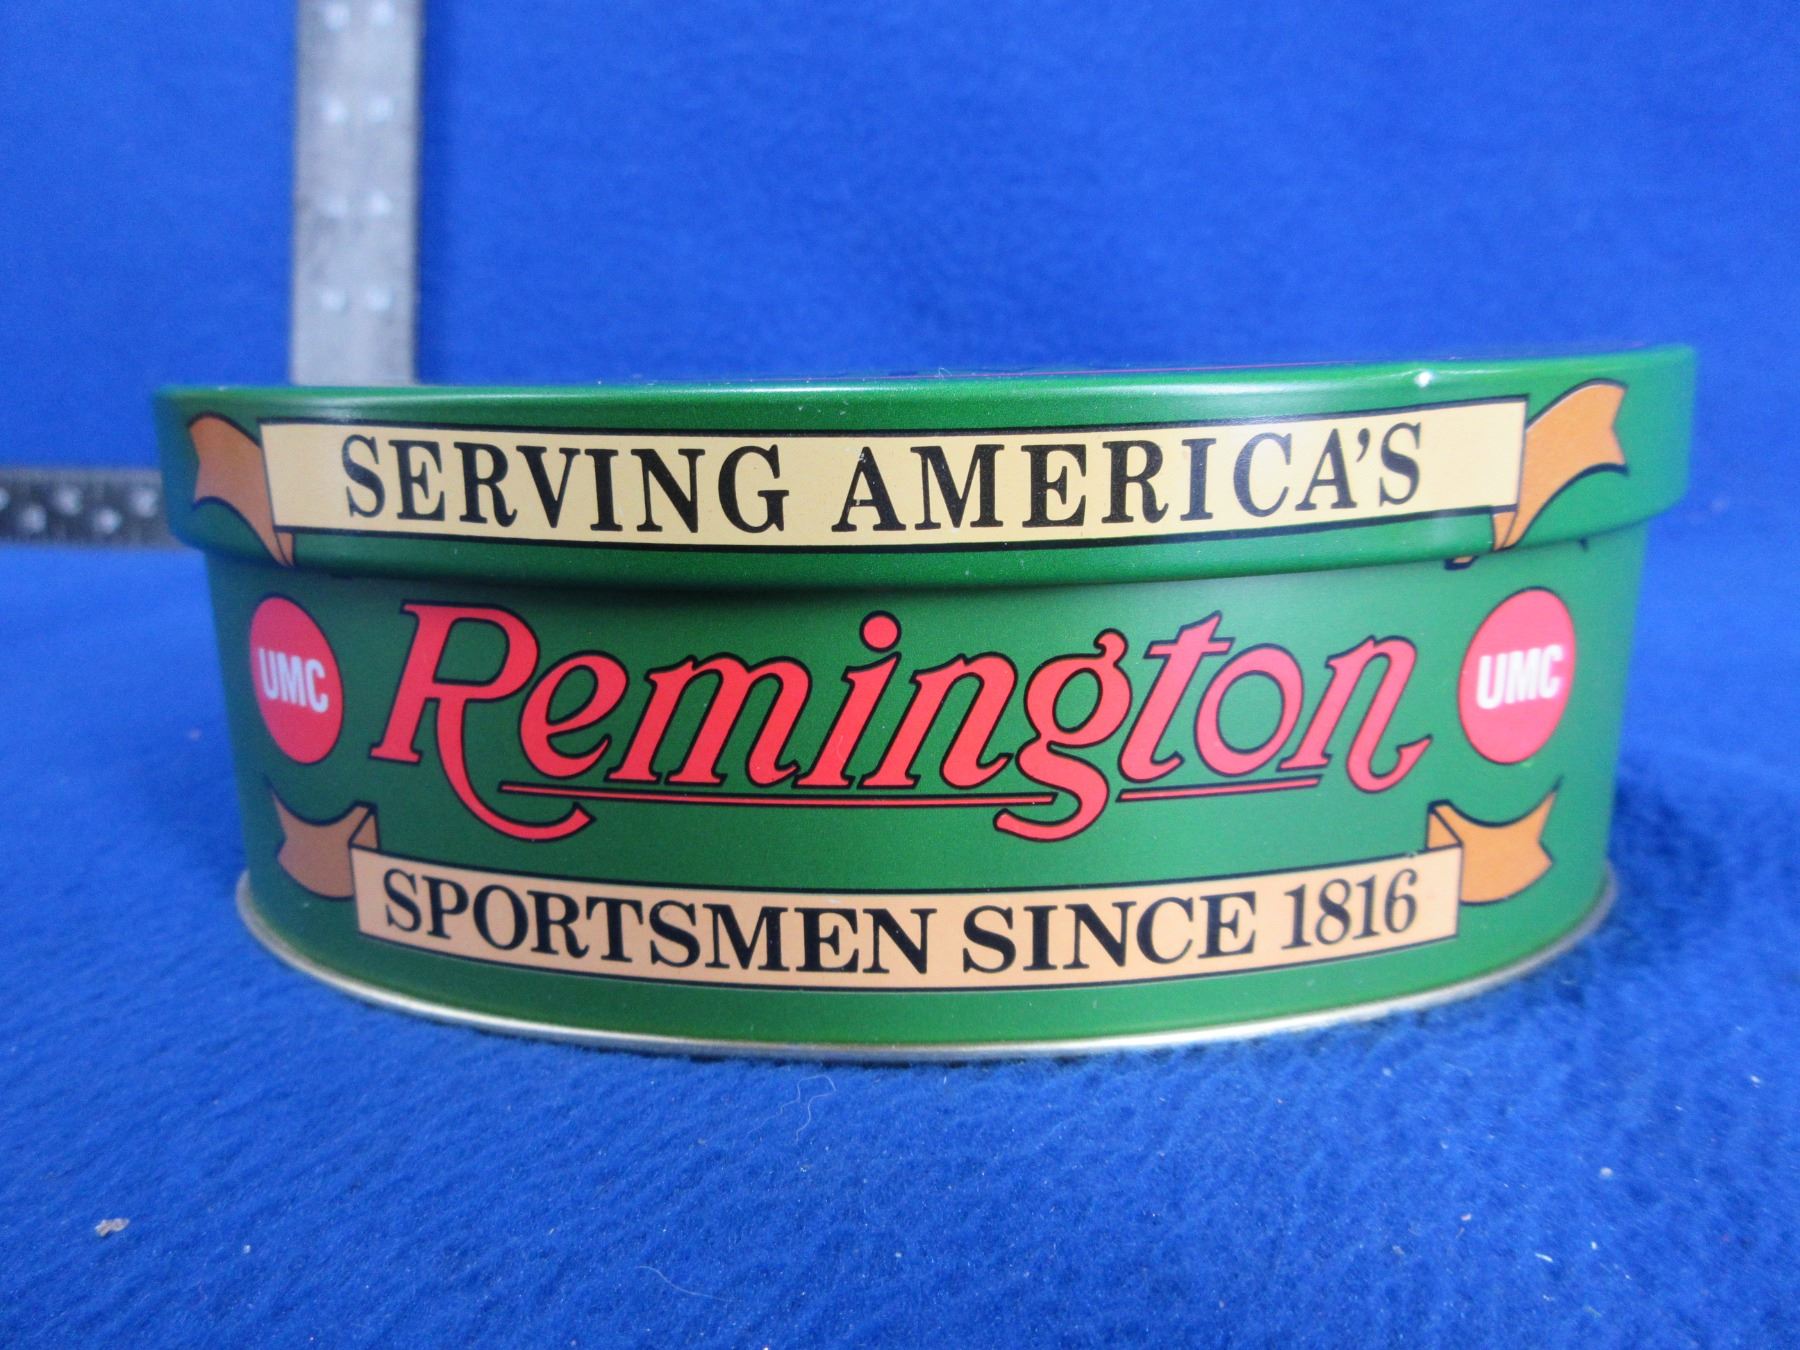 SERVING AMERICA'S
UMC Remington UMC
SPORTSMEN SINCE 1816